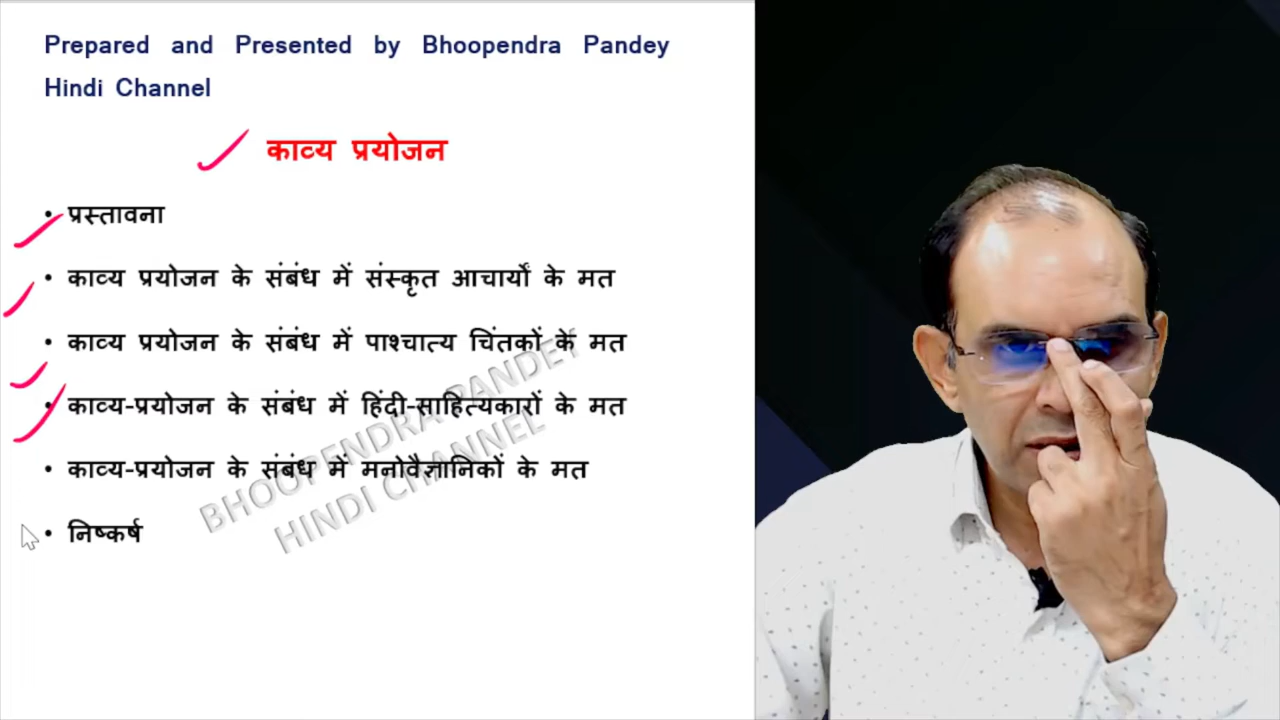 Prepared and Presented by Bhoopendra Pandey
Hindi Channel
काव्य प्रयोजन
• प्रस्तावना
• काव्य प्रयोजन के संबंध में संस्कृत आचार्यों के मत
• काव्य प्रयोजन के संबंध में पाश्चात्य चिंतकों के मत
• काव्य-प्रयोजन के संबंध में हिंदी-साहित्यकारों के मत
• काव्य-प्रयोजन के संबंध में मनोवैज्ञानिकों के मत
• निष्कर्ष
BHOOPENDRA PANDEY
HINDI CHANNEL